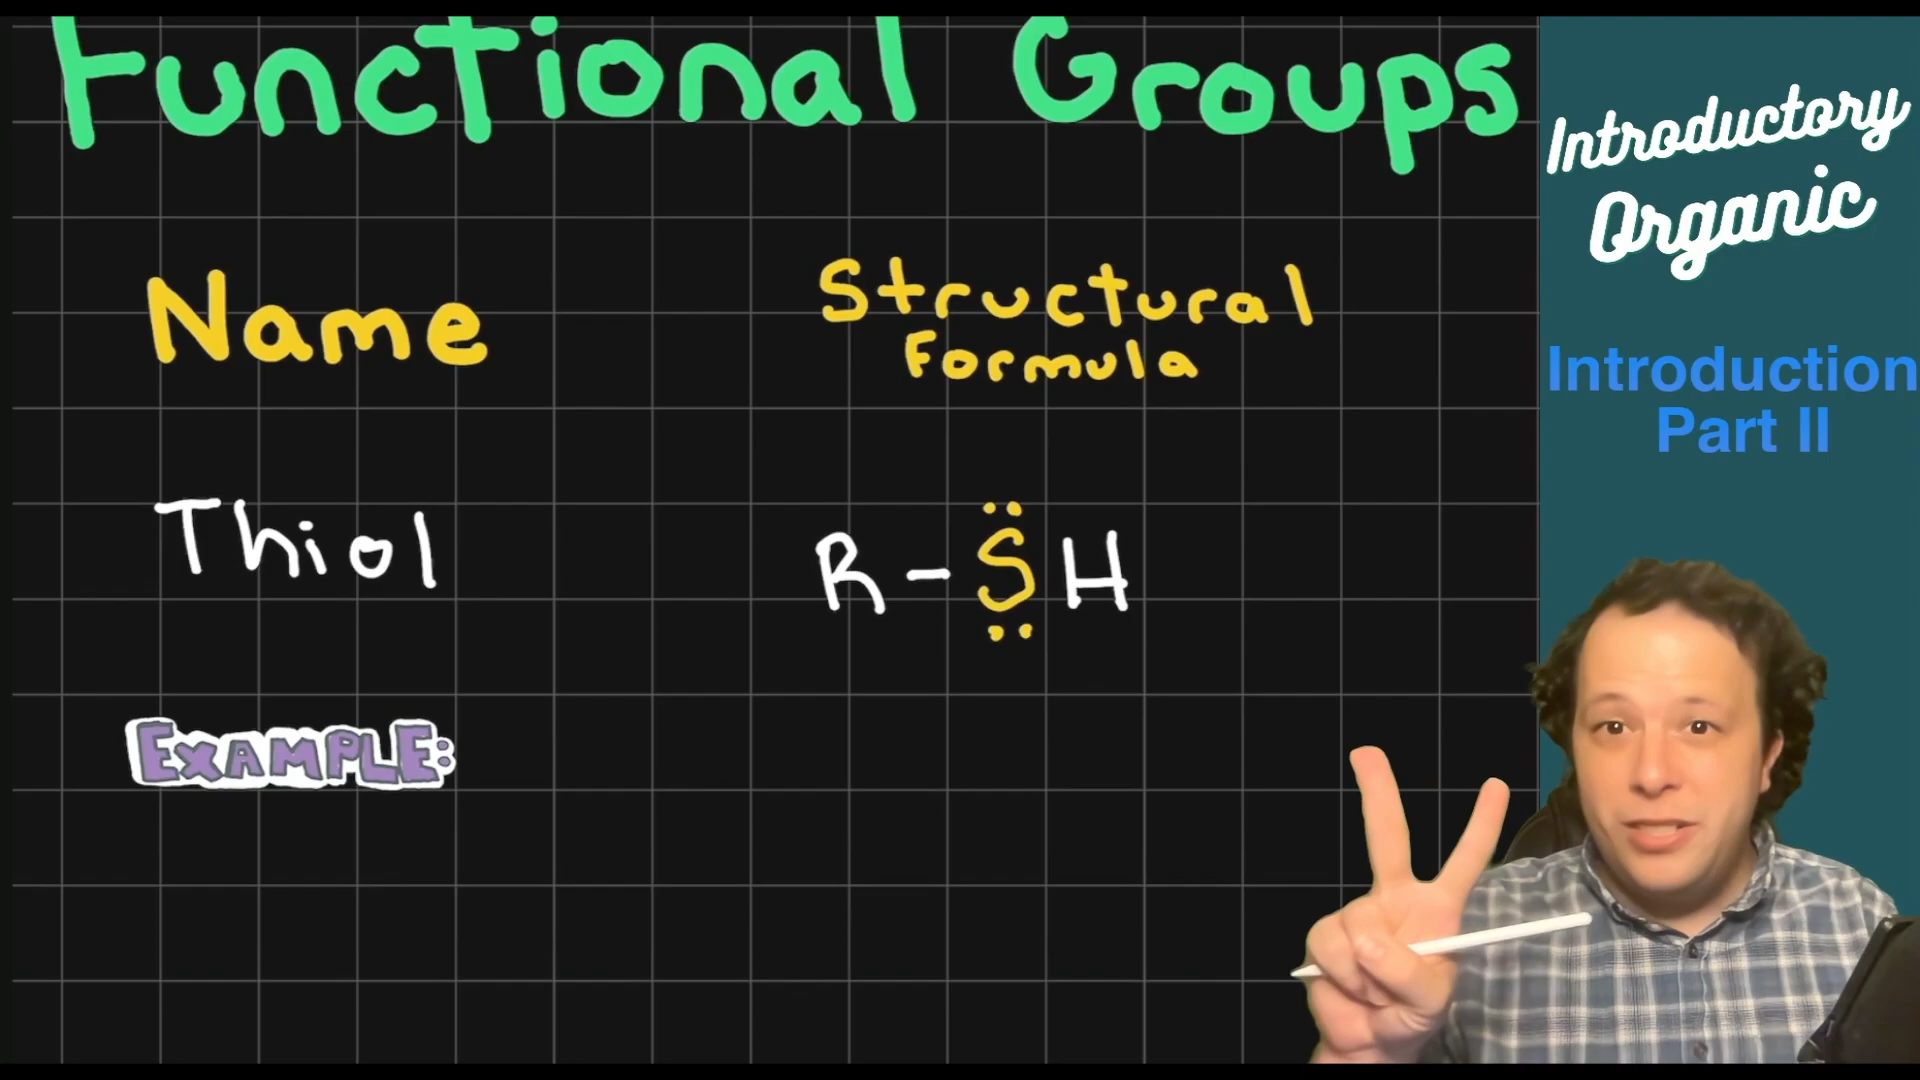 Functional Groups
Name
Structural
Formula
Thiol
R-SH
EXAMPLE:
Introductory
Organic
Introduction
Part II